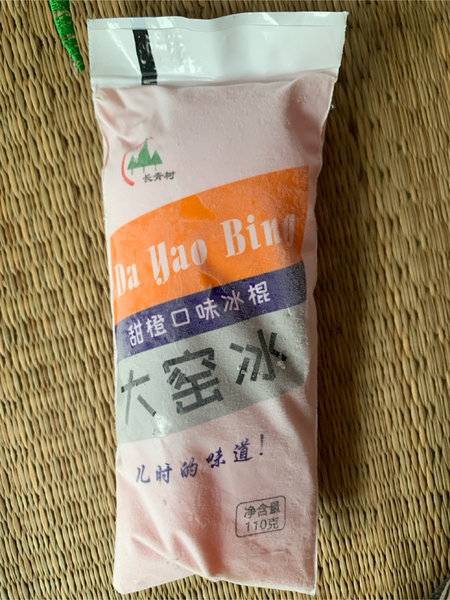 长青树
Da Yao Bing
甜橙口味冰棍
大窑冰
儿时的味道!
净含量
110克